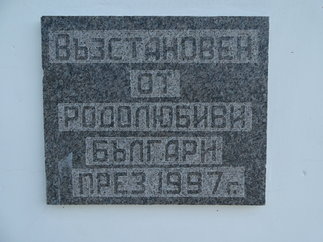 ВЪЗСТАНОВЕН
ОТ
РОДОЛЮБИВИ
БЪЛГАРИ
ПРЕЗ 1997 г.